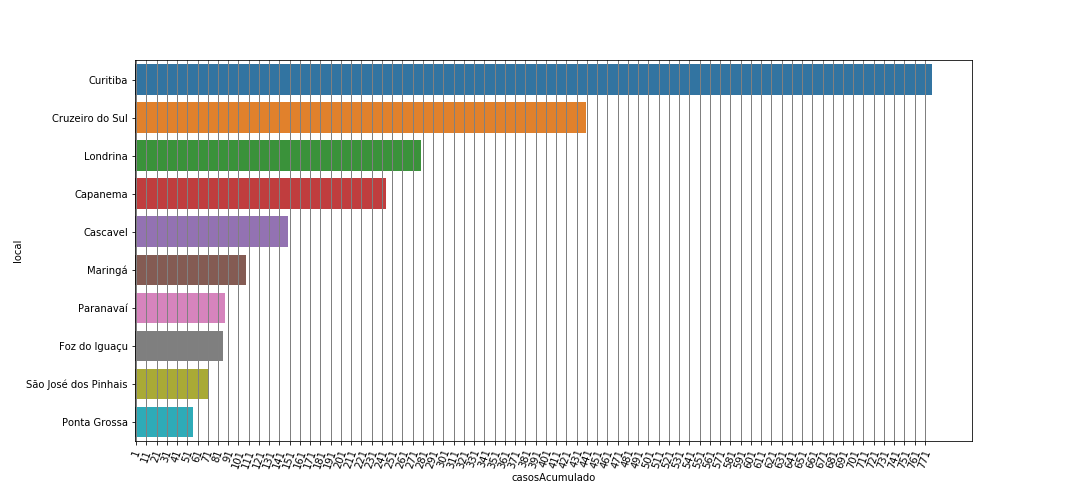 Curitiba
Cruzeiro do Sul
Londrina
Capanema
Cascavel
Maringá
Paranavaí
Foz do Iguaçu
São José dos Pinhais
Ponta Grossa
local
1 11 21 31 41 51 61 71 81 91 101 111 121 131 141 151 161 171 181 191 201 211 221 231 241 251 261 271 281 291 301 311 321 331 341 351 361 371 381 391 401 411 421 431 441 451 461 471 481 491 501 511 521 531 541 551 561 571 581 591 601 611 621 631 641 651 661 671 681 691 701 711 721 731 741 751 761 771
casosAcumulado